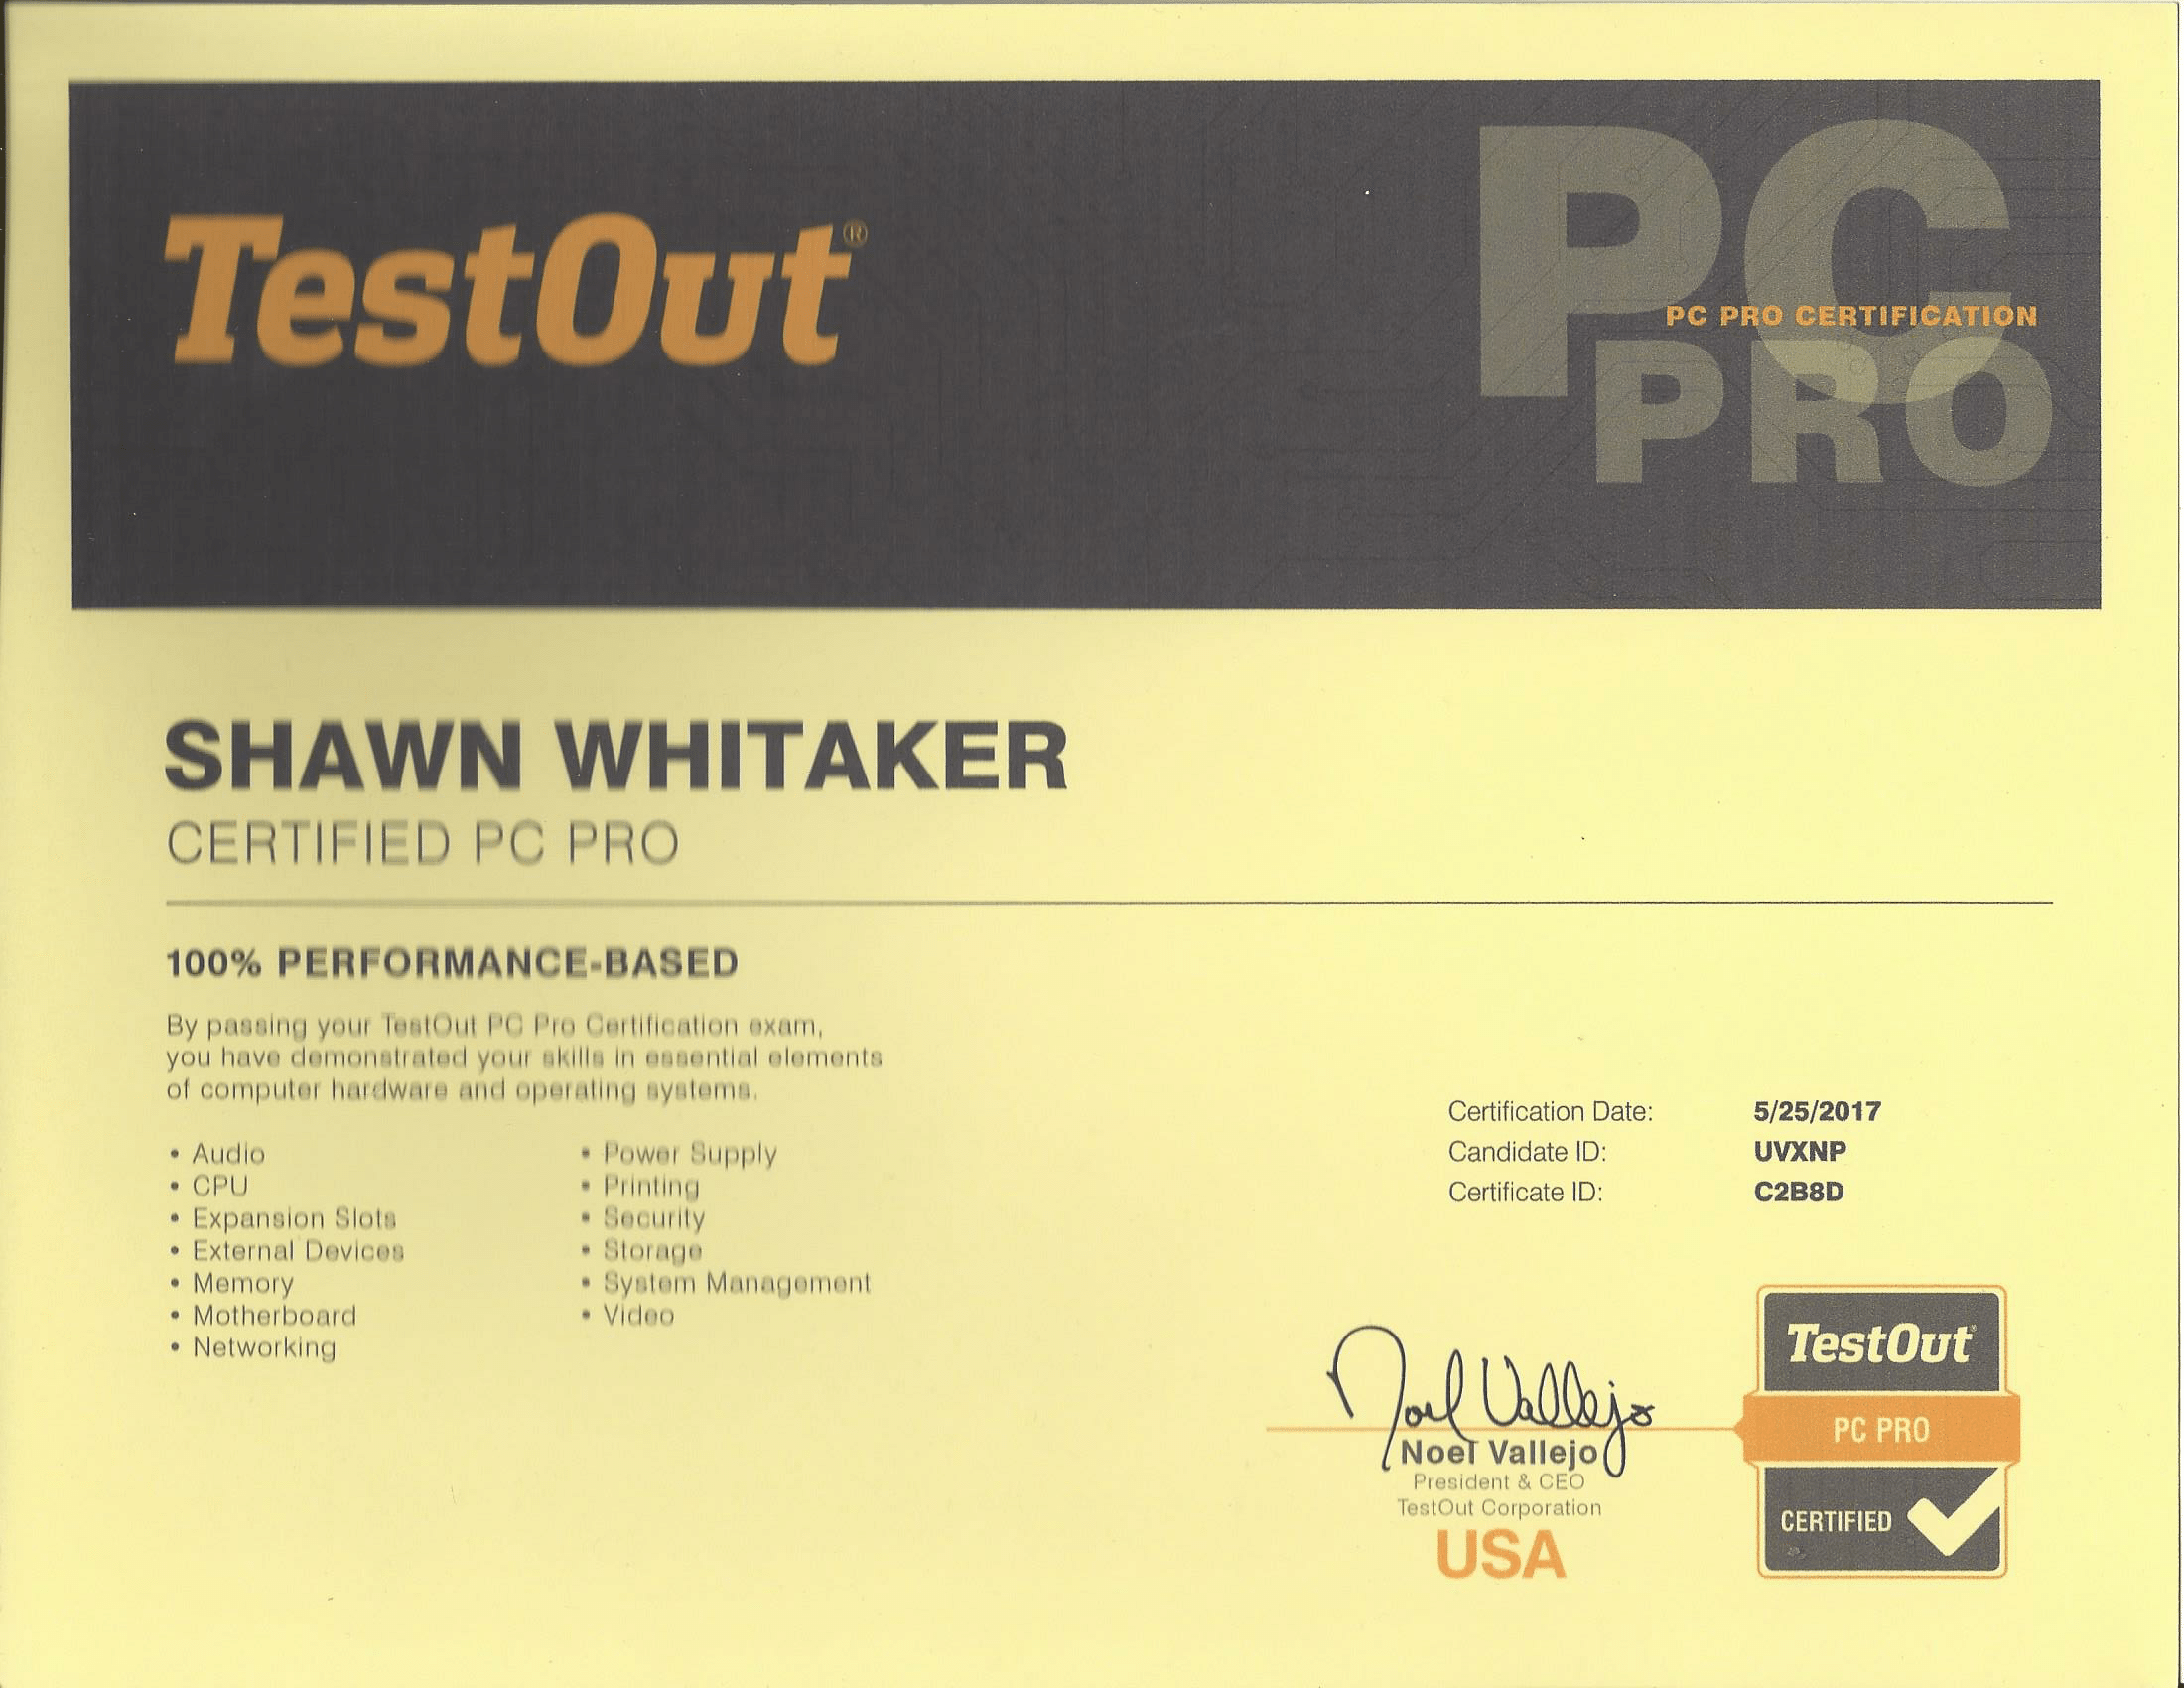 TestOut®
PC
PC PRO CERTIFICATION
PRO
SHAWN WHITAKER
CERTIFIED PC PRO
100% PERFORMANCE-BASED
By passing your TestOut PC Pro Certification exam,
you have demonstrated your skills in essential elements
of computer hardware and operating systems.
• Audio
• CPU
• Expansion Slots
• External Devices
• Memory
• Motherboard
• Networking
• Power Supply
• Printing
• Security
• Storage
• System Management
• Video
Certification Date: 5/25/2017
Candidate ID: UVXNP
Certificate ID: C2B8D
Noel Vallejo
Noel Vallejo
President & CEO
TestOut Corporation
USA
TestOut
PC PRO
CERTIFIED